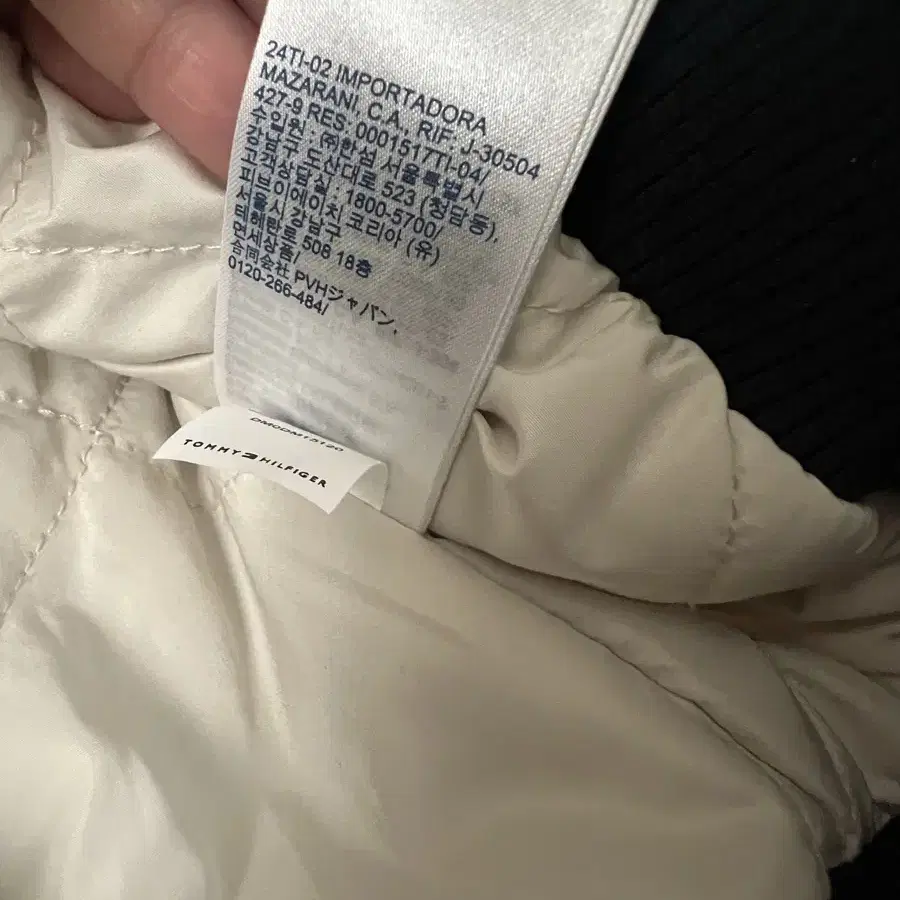 24TI-02 IMPORTADORA
MAZARANI, C.A., RIF: J-30504
427-9 RES: 0001517TI-04/
수입원 : ㈜한섬 서울특별시
강남구 도산대로 523 (청담동),
고객상담실 : 1800-5700/
피브이에이치 코리아 (유)
서울시 강남구
테헤란로 508 18층
면세상품/
合同会社 PVHジャパン,
0120-266-484/
DM0DM15120
TOMMY HILFIGER